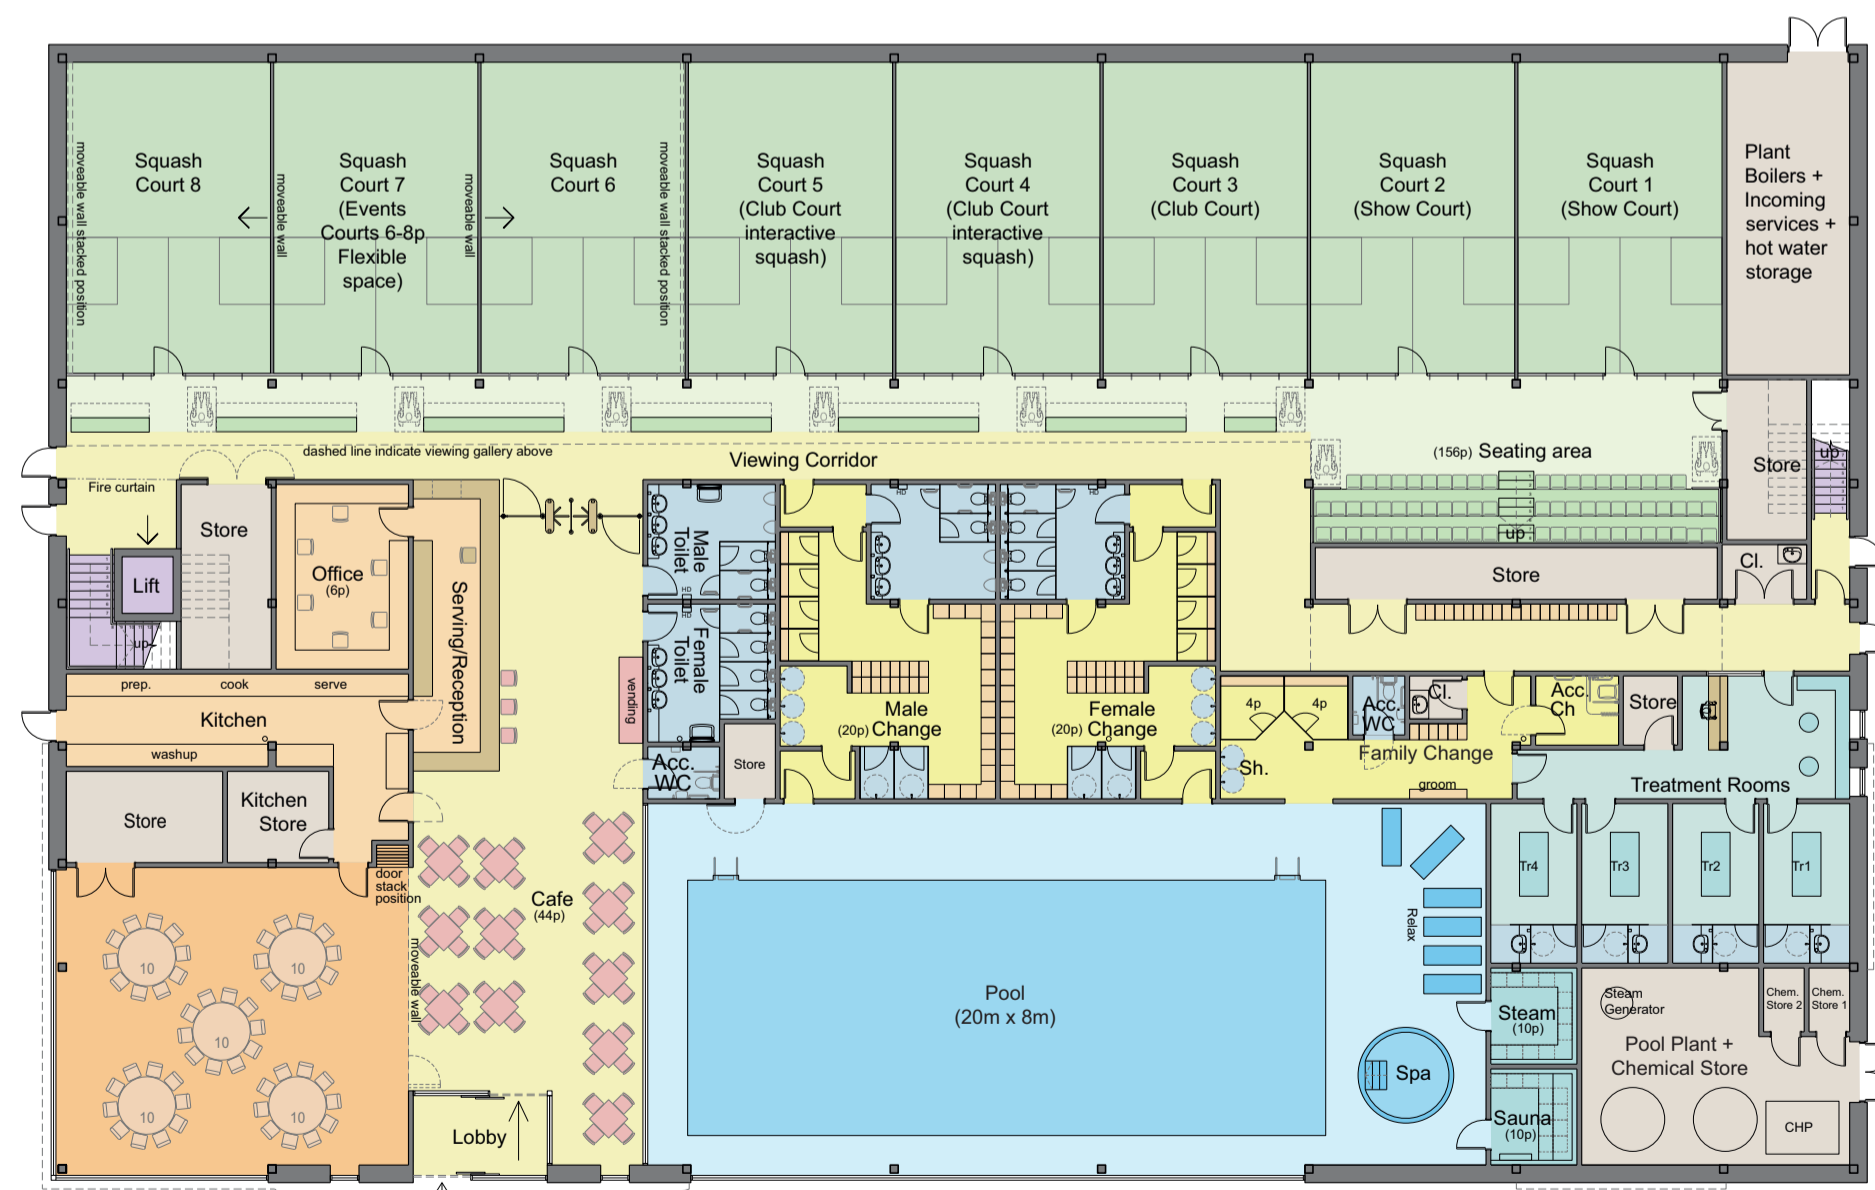 Squash
Court 8
Squash
Court 7
(Events
Courts 6-8p
Flexible
space)
Squash
Court 6
Squash
Court 5
(Club Court
interactive
squash)
Squash
Court 4
(Club Court
interactive
squash)
Squash
Court 3
(Club Court)
Squash
Court 2
(Show Court)
Squash
Court 1
(Show Court)
Plant
Boilers +
Incoming
services +
hot water
storage
moveable wall stacked position
moveable wall
moveable wall
moveable wall stacked position
dashed line indicate viewing gallery above
Viewing Corridor
(156p) Seating area
up
Store
up
Fire curtain
Store
Lift
up
Office
(6p)
Serving/Reception
Male
Toilet
HD
HD
Female
Toilet
vending
HD
HD
Store
Cl.
prep.
cook
serve
Kitchen
washup
Store
Kitchen
Store
Acc.
WC
Store
Male
(20p) Change
Female
(20p) Change
4p
4p
Acc.
WC
Cl.
Acc.
Ch
Store
Sh.
Family Change
groom
Treatment Rooms
door
stack
position
moveable wall
Cafe
(44p)
10
10
10
10
10
Lobby
Pool
(20m x 8m)
Relax
Spa
Tr4
Tr3
Tr2
Tr1
Steam
(10p)
Sauna
(10p)
Steam
Generator
Chem.
Store 2
Chem.
Store 1
Pool Plant +
Chemical Store
CHP